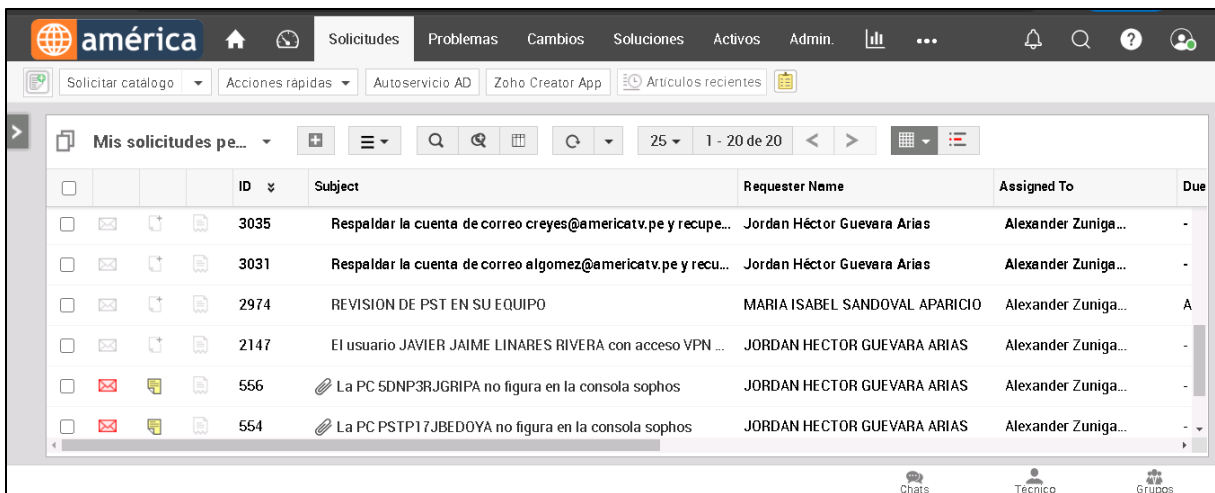 américa Solicitudes Problemas Cambios Soluciones Activos Admin.
Solicitar catálogo Acciones rápidas Autoservicio AD Zoho Creator App Artículos recientes
Mis solicitudes pe... 25 1 - 20 de 20
ID Subject Requester Name Assigned To Due
3035 Respaldar la cuenta de correo creyes@americatv.pe y recupe... Jordan Héctor Guevara Arias Alexander Zuniga... -
3031 Respaldar la cuenta de correo algomez@americatv.pe y recu... Jordan Héctor Guevara Arias Alexander Zuniga... -
2974 REVISION DE PST EN SU EQUIPO MARIA ISABEL SANDOVAL APARICIO Alexander Zuniga... A
2147 El usuario JAVIER JAIME LINARES RIVERA con acceso VPN ... JORDAN HECTOR GUEVARA ARIAS Alexander Zuniga... -
556 La PC 5DNP3RJGRIPA no figura en la consola sophos JORDAN HECTOR GUEVARA ARIAS Alexander Zuniga... -
554 La PC PSTP17JBEDOYA no figura en la consola sophos JORDAN HECTOR GUEVARA ARIAS Alexander Zuniga... -
Chats Técnico Grupos